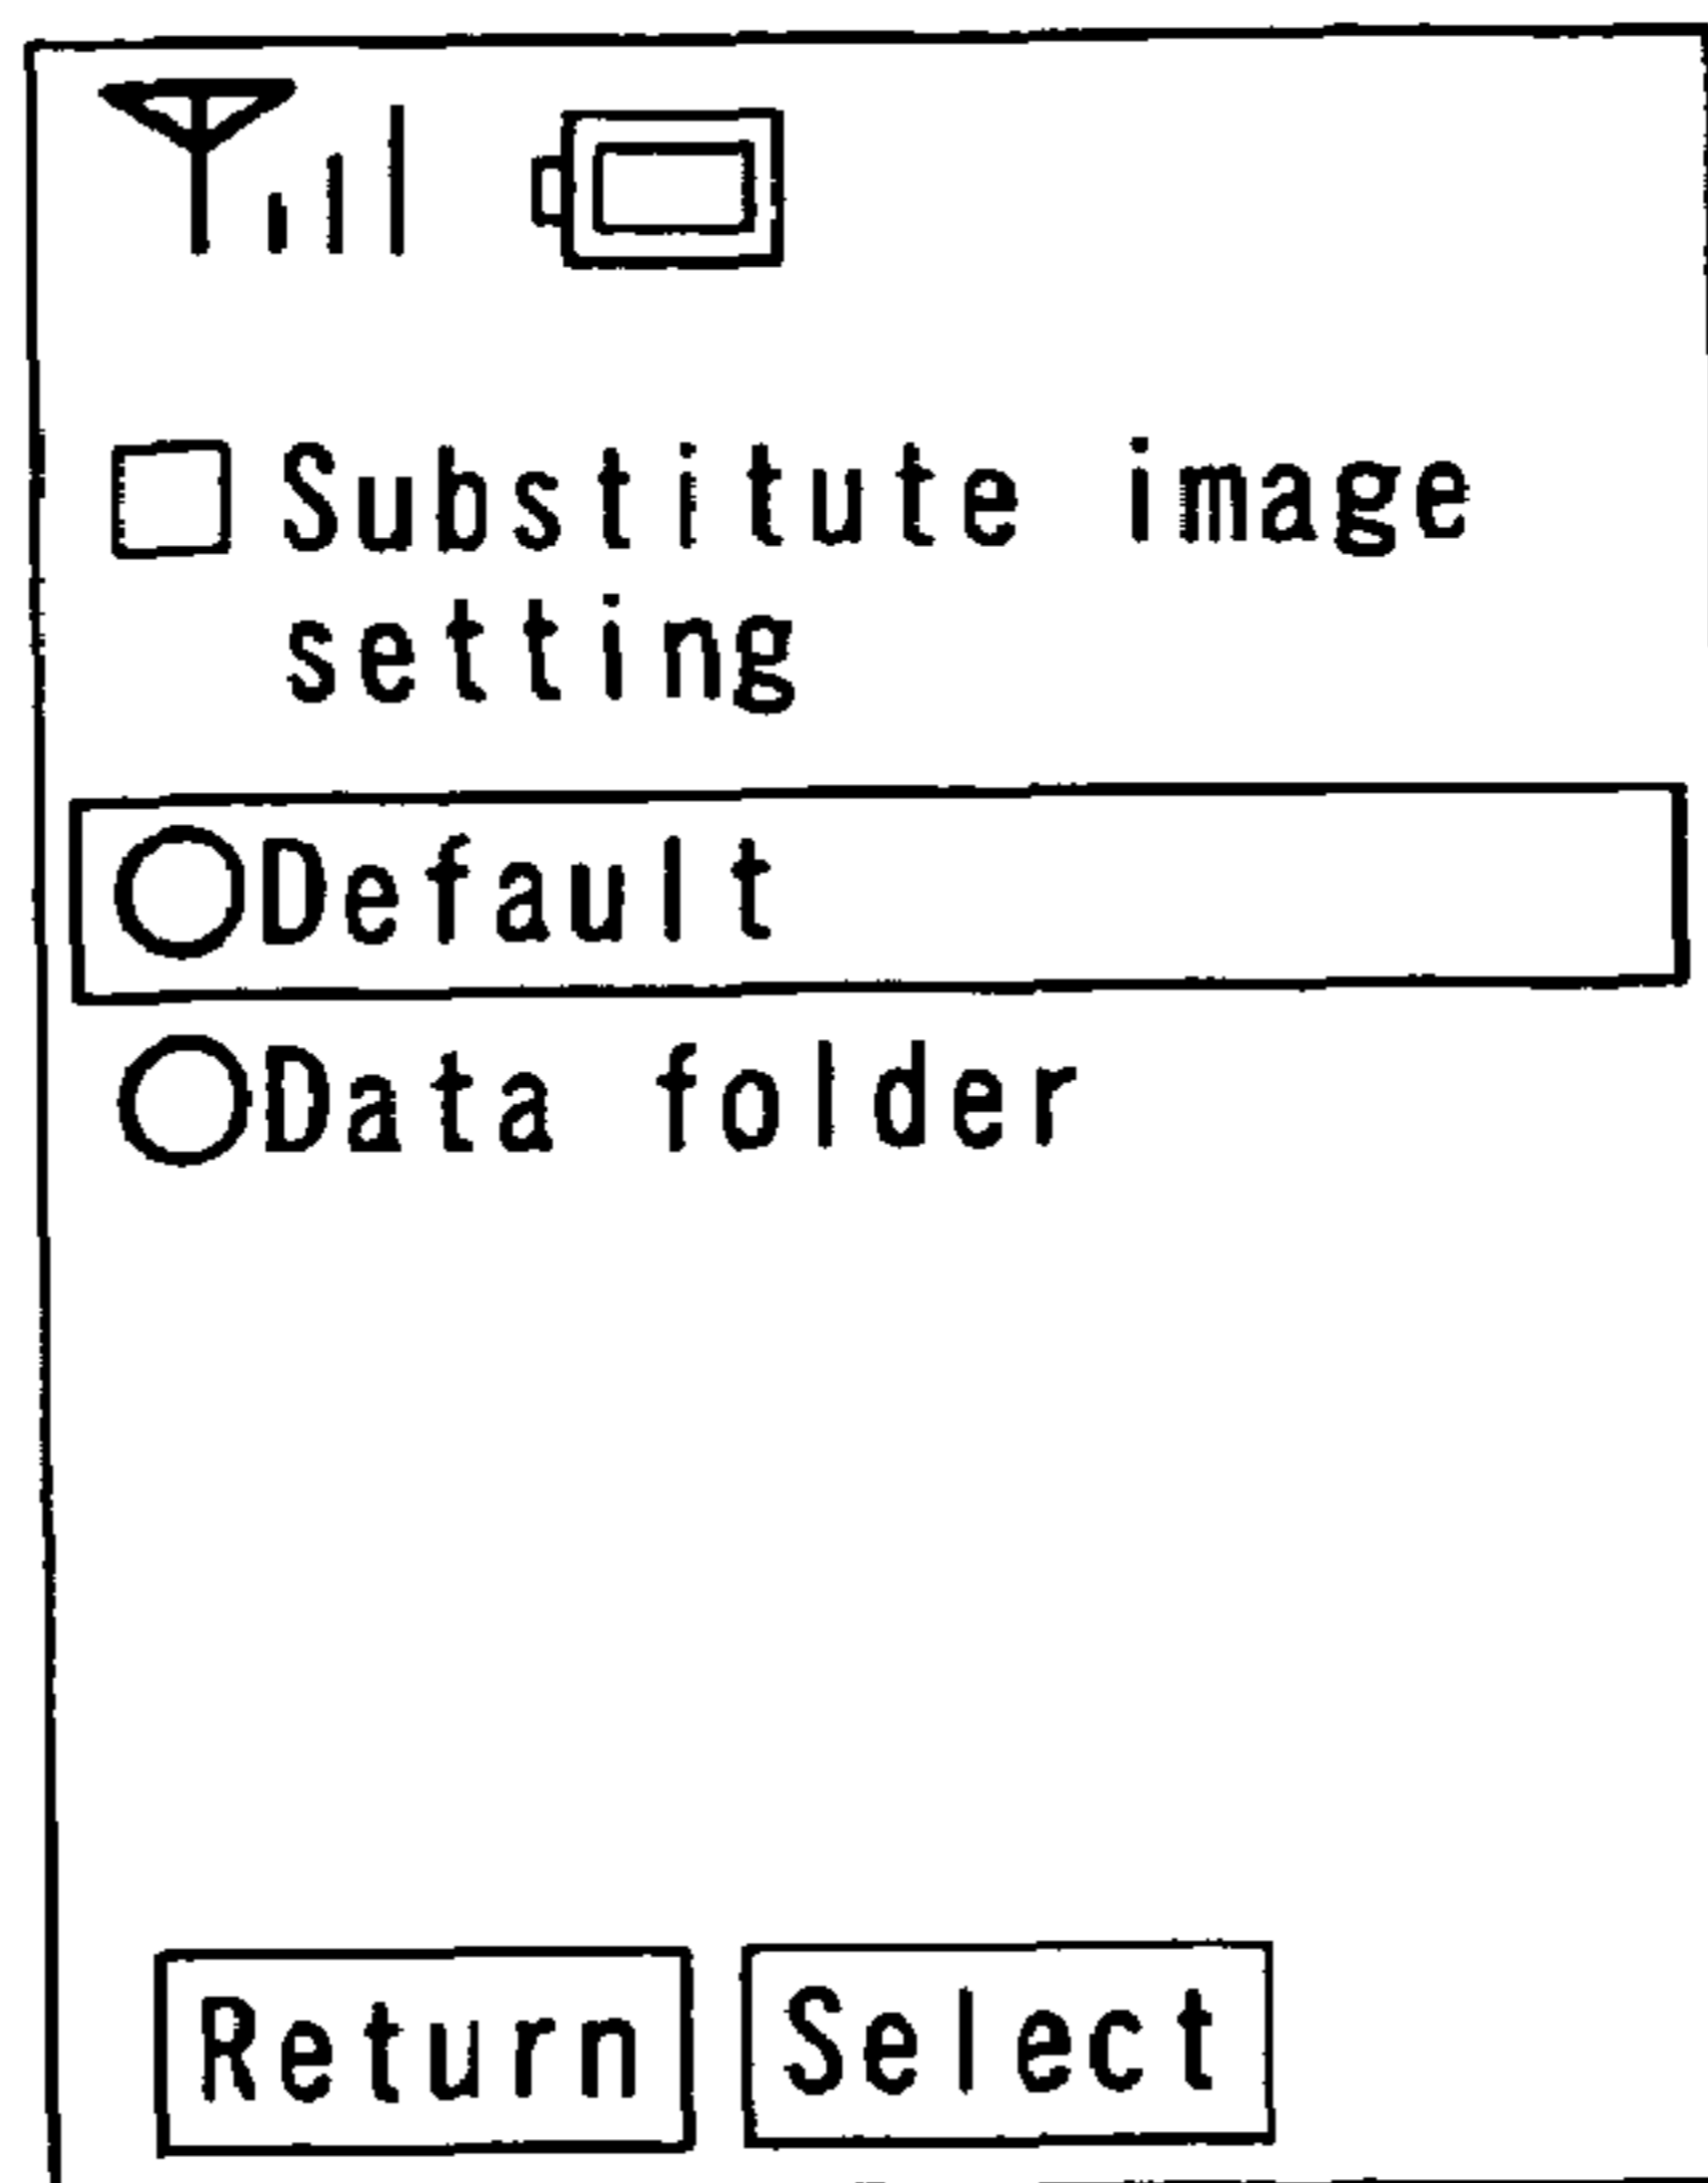 Substitute image
setting
Default
Data folder
Return Select